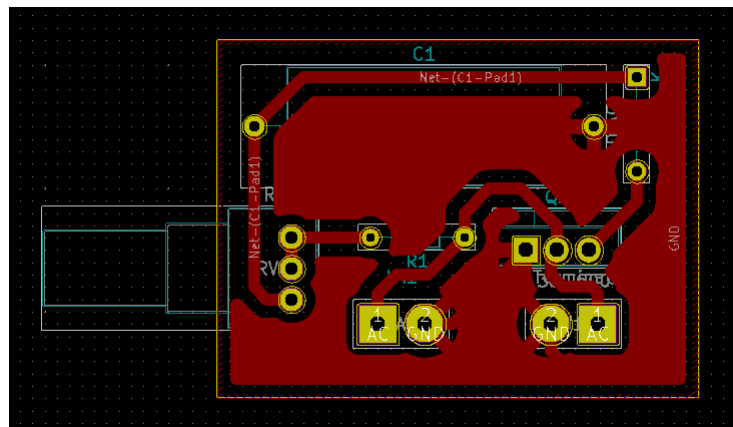 C1
Net-(C1-Pad1)
Net-(C1-Pad1)
R
Q
GND
RV
R1
1
2
2
1
AC
GND
GND
AC